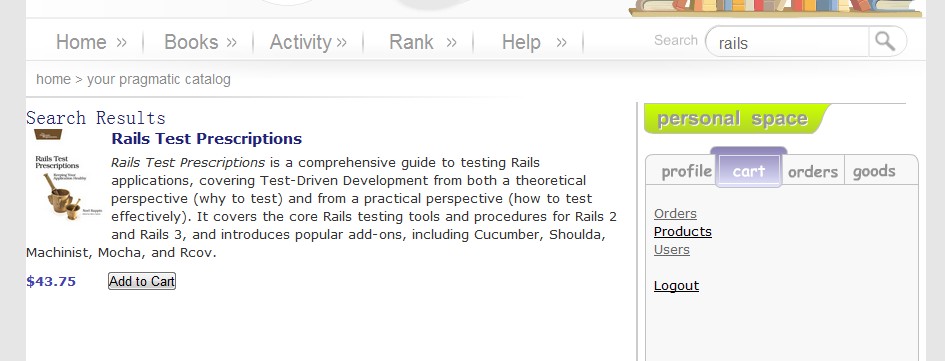 Home »
Books »
Activity »
Rank »
Help »
Search
rails
home > your pragmatic catalog
Search Results
Rails Test Prescriptions
Rails Test
Prescriptions
Rails Test Prescriptions is a comprehensive guide to testing Rails
applications, covering Test-Driven Development from both a theoretical
perspective (why to test) and from a practical perspective (how to test
effectively). It covers the core Rails testing tools and procedures for Rails 2
and Rails 3, and introduces popular add-ons, including Cucumber, Shoulda,
Machinist, Mocha, and Rcov.
$43.75
Add to Cart
personal space
profile
cart
orders
goods
Orders
Products
Users
Logout